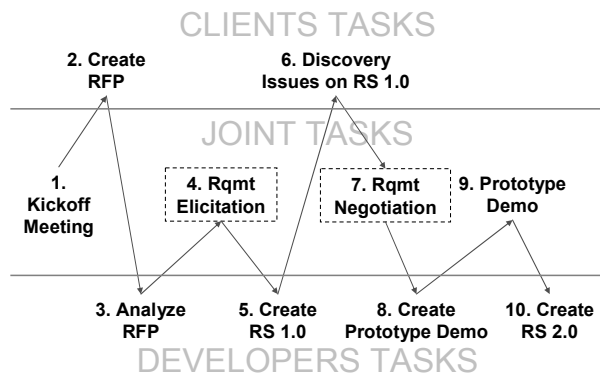 CLIENTS TASKS
2. Create
RFP
6. Discovery
Issues on RS 1.0
JOINT TASKS
1.
Kickoff
Meeting
4. Rqmt
Elicitation
7. Rqmt
Negotiation
9. Prototype
Demo
3. Analyze
RFP
5. Create
RS 1.0
8. Create
Prototype Demo
10. Create
RS 2.0
DEVELOPERS TASKS